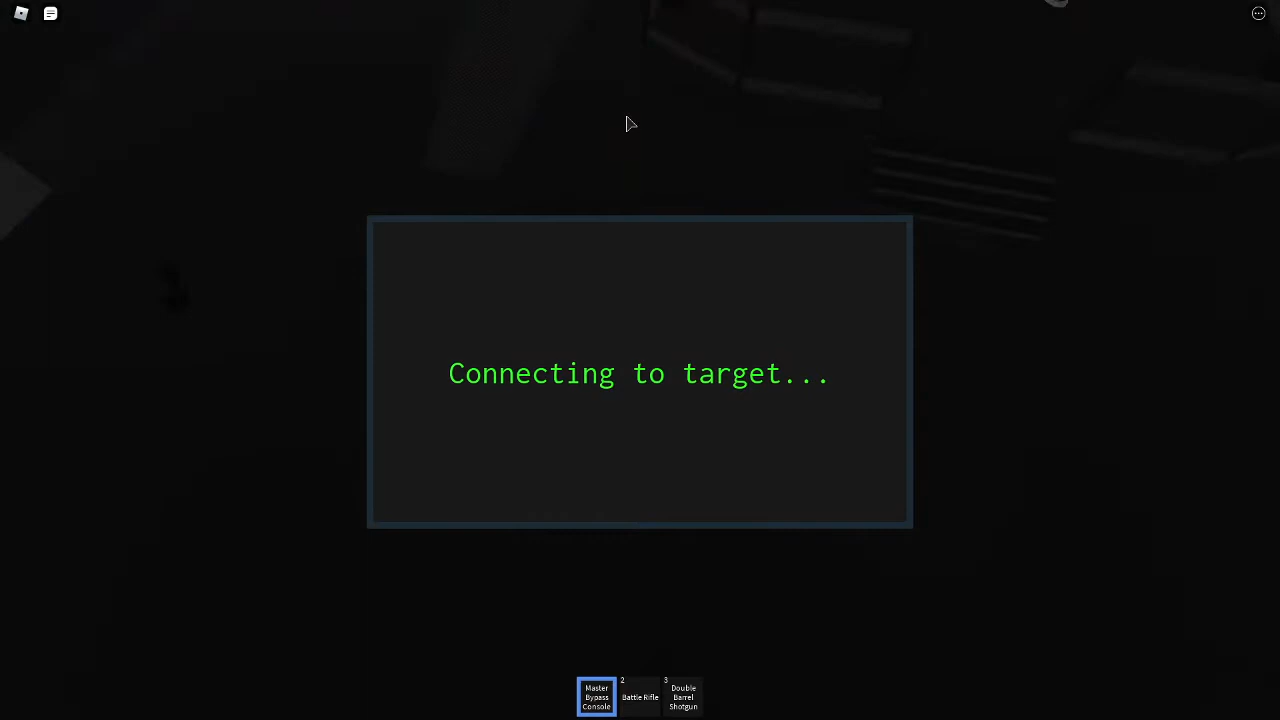 Connecting to target...
Master
Bypass
Console
2
Battle Rifle
3
Double
Barrel
Shotgun